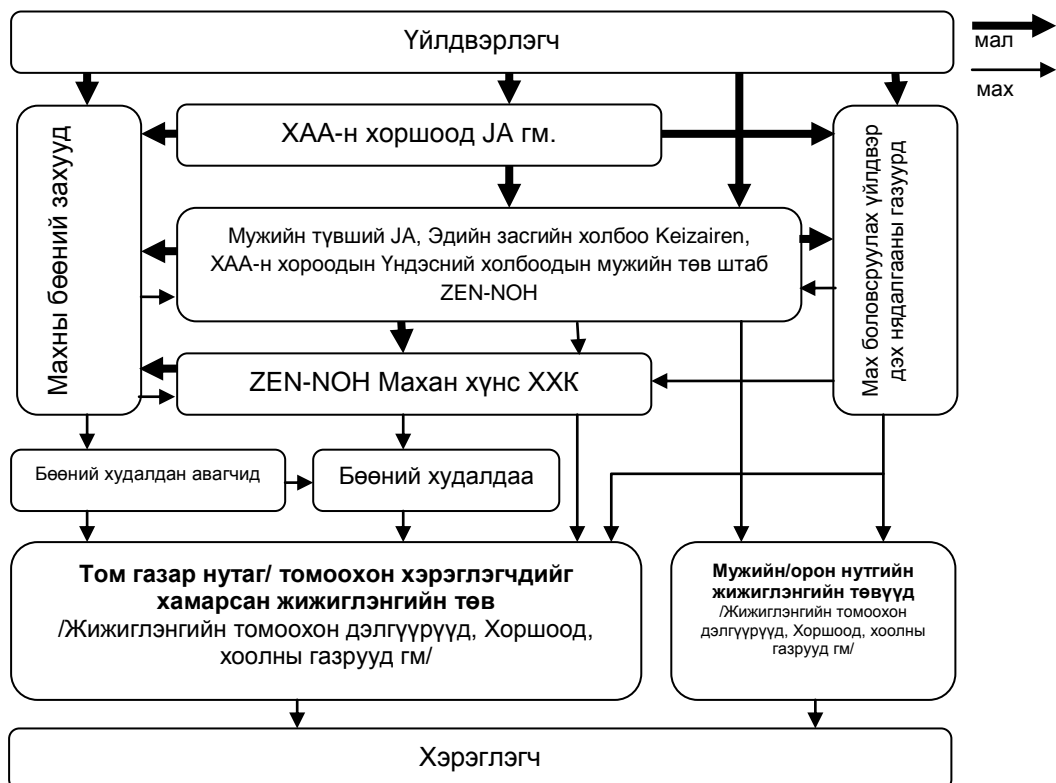 Үйлдвэрлэгч
мал
мах
Махны бөөний захууд
ХАА-н хоршоод JA гм.
Мах боловсруулах үйлдвэр
дэх нядалгааны газуурд
Мужийн түвший JA, Эдийн засгийн холбоо Keizairen,
ХАА-н хороодын Үндэсний холбоодын мужийн төв штаб
ZEN-NOH
ZEN-NOH Махан хүнс ХХК
Бөөний худалдан авагчид
Бөөний худалдаа
Том газар нутаг/ томоохон хэрэглэгчдийг
хамарсан жижиглэнгийн төв
/Жижиглэнгийн томоохон дэлгүүрүүд, Хоршоод,
хоолны газрууд гм/
Мужийн/орон нутгийн
жижиглэнгийн төвүүд
/Жижиглэнгийн томоохон
дэлгүүрүүд, Хоршоод, хоолны
газрууд гм/
Хэрэглэгч